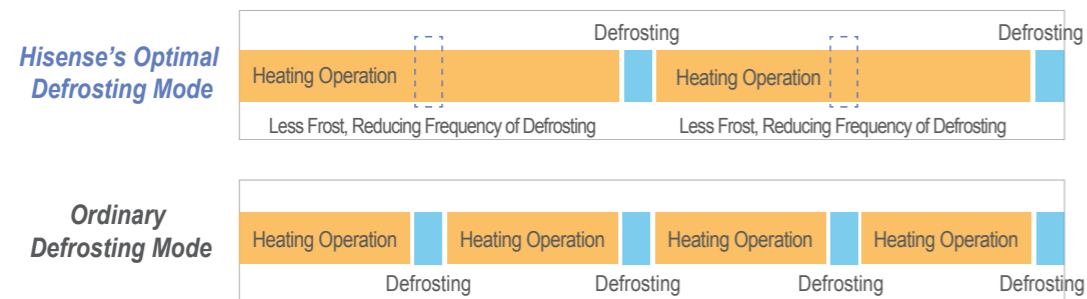 Defrosting
Defrosting
Hisense's Optimal
Defrosting Mode
Heating Operation
Heating Operation
Less Frost, Reducing Frequency of Defrosting
Less Frost, Reducing Frequency of Defrosting
Ordinary
Defrosting Mode
Heating Operation
Heating Operation
Heating Operation
Heating Operation
Defrosting
Defrosting
Defrosting
Defrosting